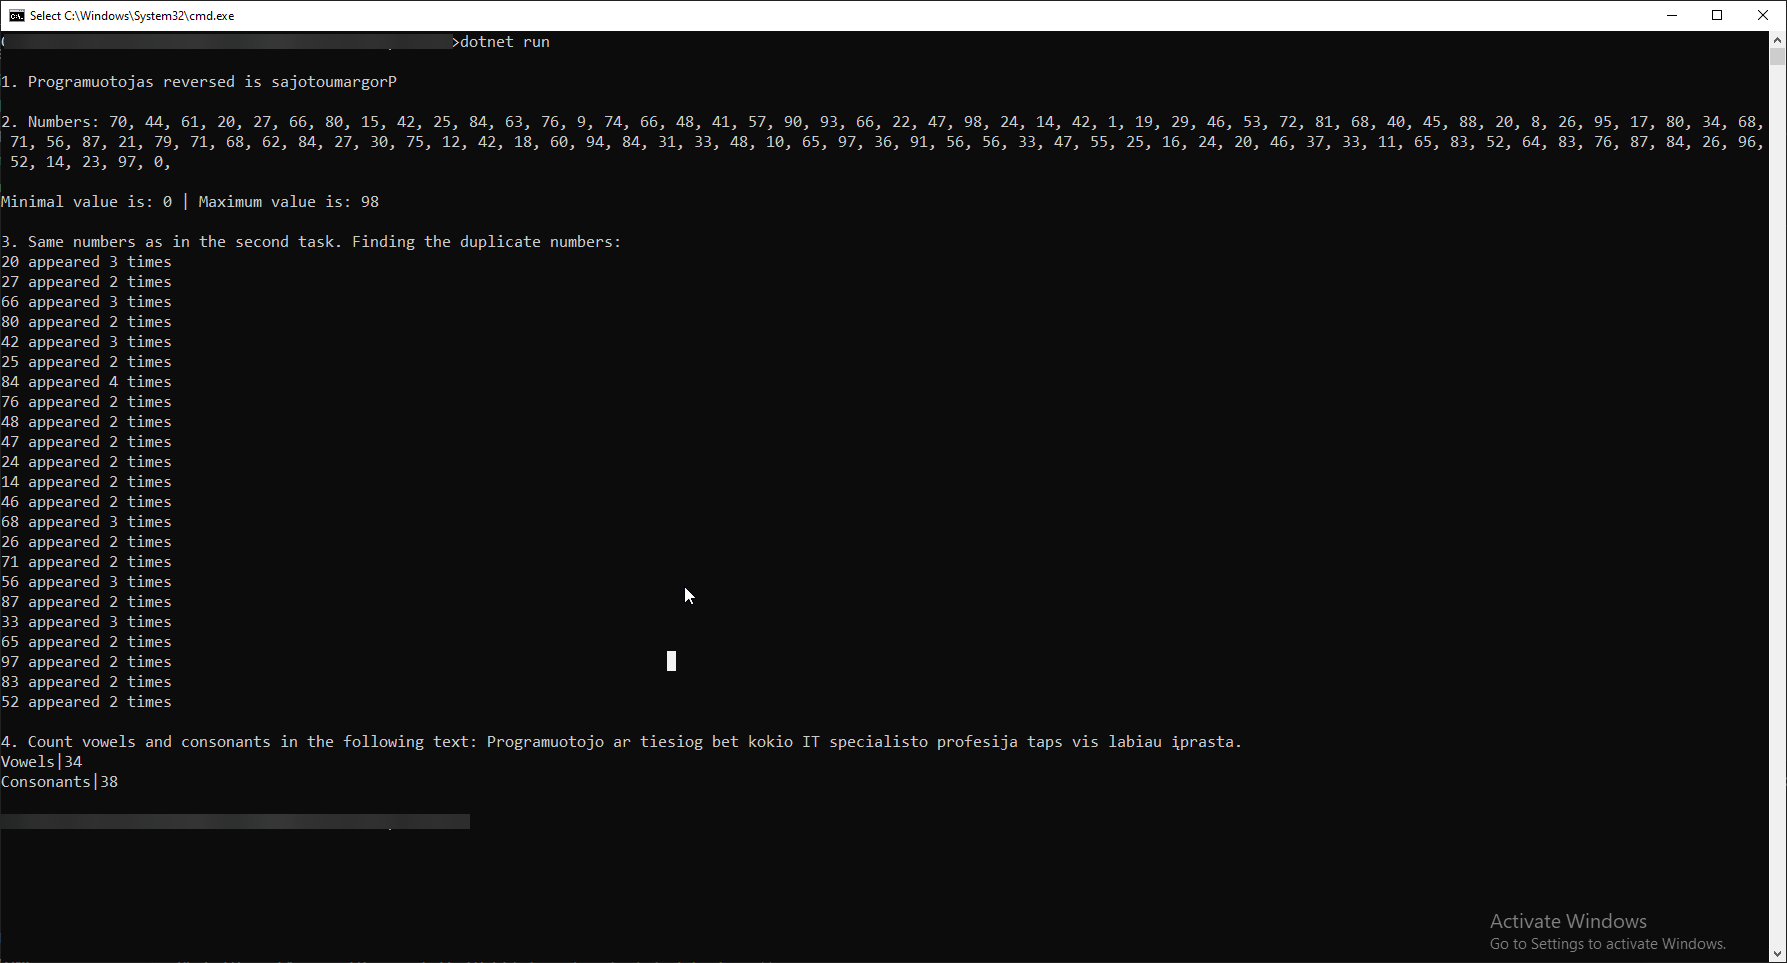 Select C:\Windows\System32\cmd.exe
>dotnet run
1. Programuotojas reversed is sajotoumargorP
2. Numbers: 70, 44, 61, 20, 27, 66, 80, 15, 42, 25, 84, 63, 76, 9, 74, 66, 48, 41, 57, 90, 93, 66, 22, 47, 98, 24, 14, 42, 1, 19, 29, 46, 53, 72, 81, 68, 40, 45, 88, 20, 8, 26, 95, 17, 80, 34, 68,
71, 56, 87, 21, 79, 71, 68, 62, 84, 27, 30, 75, 12, 42, 18, 60, 94, 84, 31, 33, 48, 10, 65, 97, 36, 91, 56, 56, 33, 47, 55, 25, 16, 24, 20, 46, 37, 33, 11, 65, 83, 52, 64, 83, 76, 87, 84, 26, 96,
52, 14, 23, 97, 0,
Minimal value is: 0 | Maximum value is: 98
3. Same numbers as in the second task. Finding the duplicate numbers:
20 appeared 3 times
27 appeared 2 times
66 appeared 3 times
80 appeared 2 times
42 appeared 3 times
25 appeared 2 times
84 appeared 4 times
76 appeared 2 times
48 appeared 2 times
47 appeared 2 times
24 appeared 2 times
14 appeared 2 times
46 appeared 2 times
68 appeared 3 times
26 appeared 2 times
71 appeared 2 times
56 appeared 3 times
87 appeared 2 times
33 appeared 3 times
65 appeared 2 times
97 appeared 2 times
83 appeared 2 times
52 appeared 2 times
4. Count vowels and consonants in the following text: Programuotojo ar tiesiog bet kokio IT specialisto profesija taps vis labiau įprasta.
Vowels|34
Consonants|38
Activate Windows
Go to Settings to activate Windows.